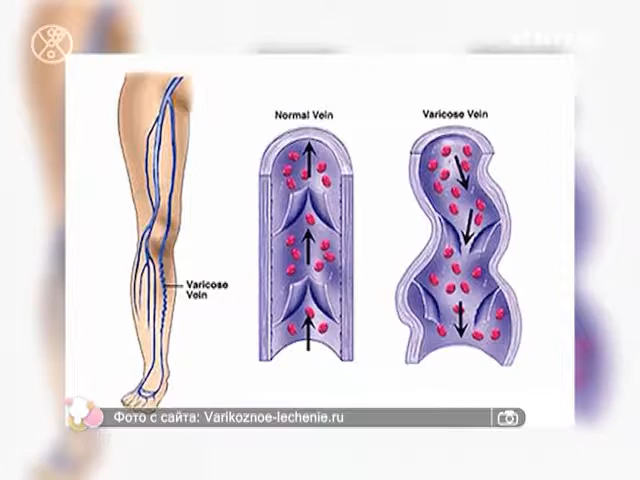 Normal Vein
Varicose Vein
Varicose
Vein
Фото с сайта: Varikoznoe-lechenie.ru